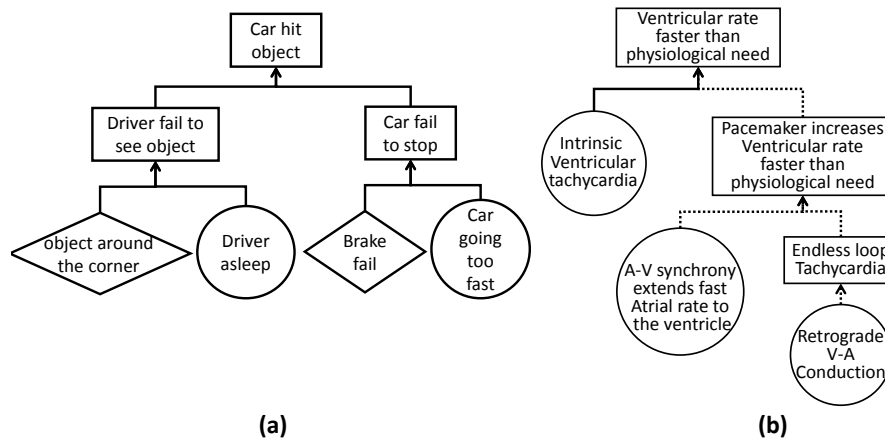 Car hit
object
Driver fail to
see object
Car fail
to stop
object around
the corner
Driver
asleep
Brake
fail
Car
going
too
fast
(a)
Ventricular rate
faster than
physiological need
Intrinsic
Ventricular
tachycardia
Pacemaker increases
Ventricular rate
faster than
physiological need
A-V synchrony
extends fast
Atrial rate to
the ventricle
Endless loop
Tachycardia
Retrograde
V-A
Conduction
(b)